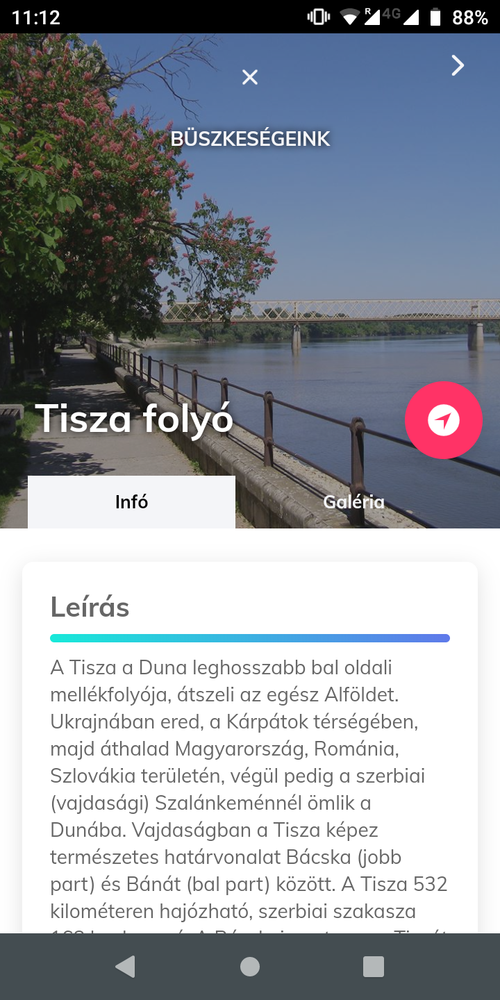 11:12
R
4G
88%
BÜSZKESÉGEINK
Tisza folyó
Infó
Galéria
Leírás
A Tisza a Duna leghosszabb bal oldali
mellékfolyója, átszeli az egész Alföldet.
Ukrajnában ered, a Kárpátok térségében,
majd áthalad Magyarország, Románia,
Szlovákia területén, végül pedig a szerbiai
(vajdasági) Szalánkeménnél ömlik a
Dunába. Vajdaságban a Tisza képez
természetes határvonalat Bácska (jobb
part) és Bánát (bal part) között. A Tisza 532
kilométeren hajózható, szerbiai szakasza